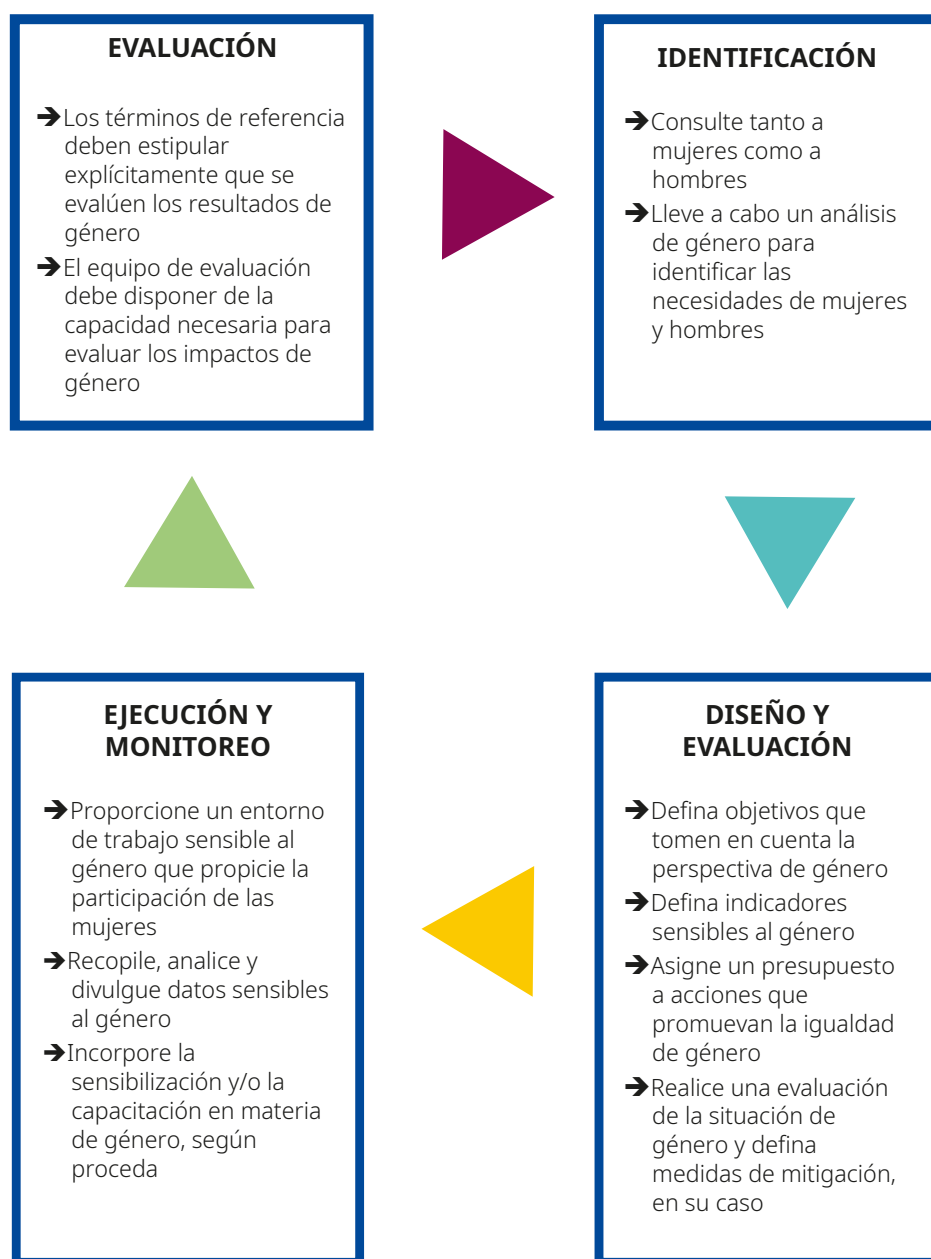 EVALUACIÓN
➔Los términos de referencia
deben estipular
explícitamente que se
evalúen los resultados de
género
➔El equipo de evaluación
debe disponer de la
capacidad necesaria para
evaluar los impactos de
género
IDENTIFICACIÓN
➔Consulte tanto a
mujeres como a
hombres
➔Lleve a cabo un análisis
de género para
identificar las
necesidades de mujeres
y hombres
EJECUCIÓN Y
MONITOREO
➔Proporcione un entorno
de trabajo sensible al
género que propicie la
participación de las
mujeres
➔Recopile, analice y
divulgue datos sensibles
al género
➔Incorpore la
sensibilización y/o la
capacitación en materia
de género, según
proceda
DISEÑO Y
EVALUACIÓN
➔Defina objetivos que
tomen en cuenta la
perspectiva de género
➔Defina indicadores
sensibles al género
➔Asigne un presupuesto
a acciones que
promuevan la igualdad
de género
➔Realice una evaluación
de la situación de
género y defina
medidas de mitigación,
en su caso